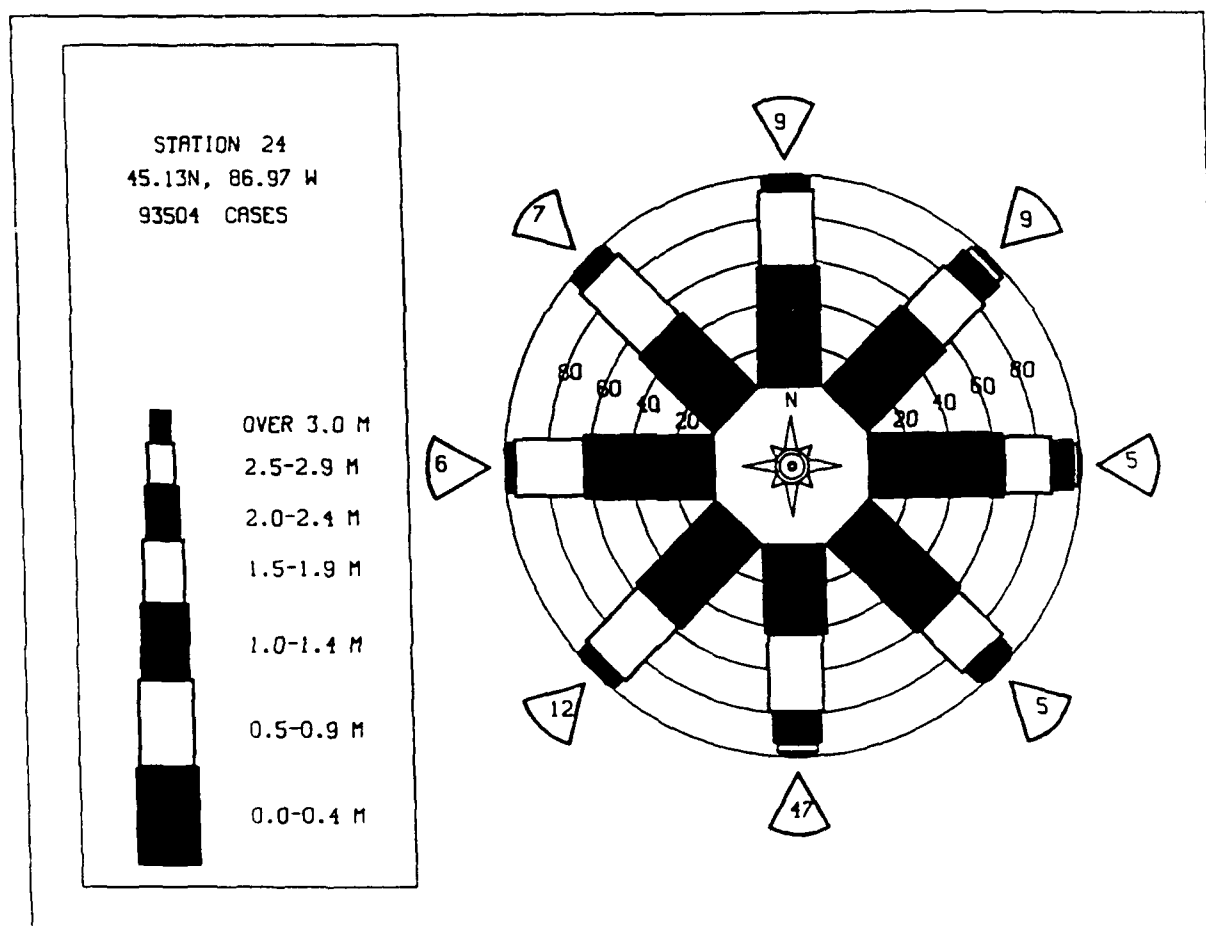 STATION 24
45.13N, 86.97 W
93504 CASES
OVER 3.0 M
2.5-2.9 M
2.0-2.4 M
1.5-1.9 M
1.0-1.4 M
0.5-0.9 M
0.0-0.4 M
9
7
9
80
60
40
20
N
20
40
60
80
6
5
12
5
47